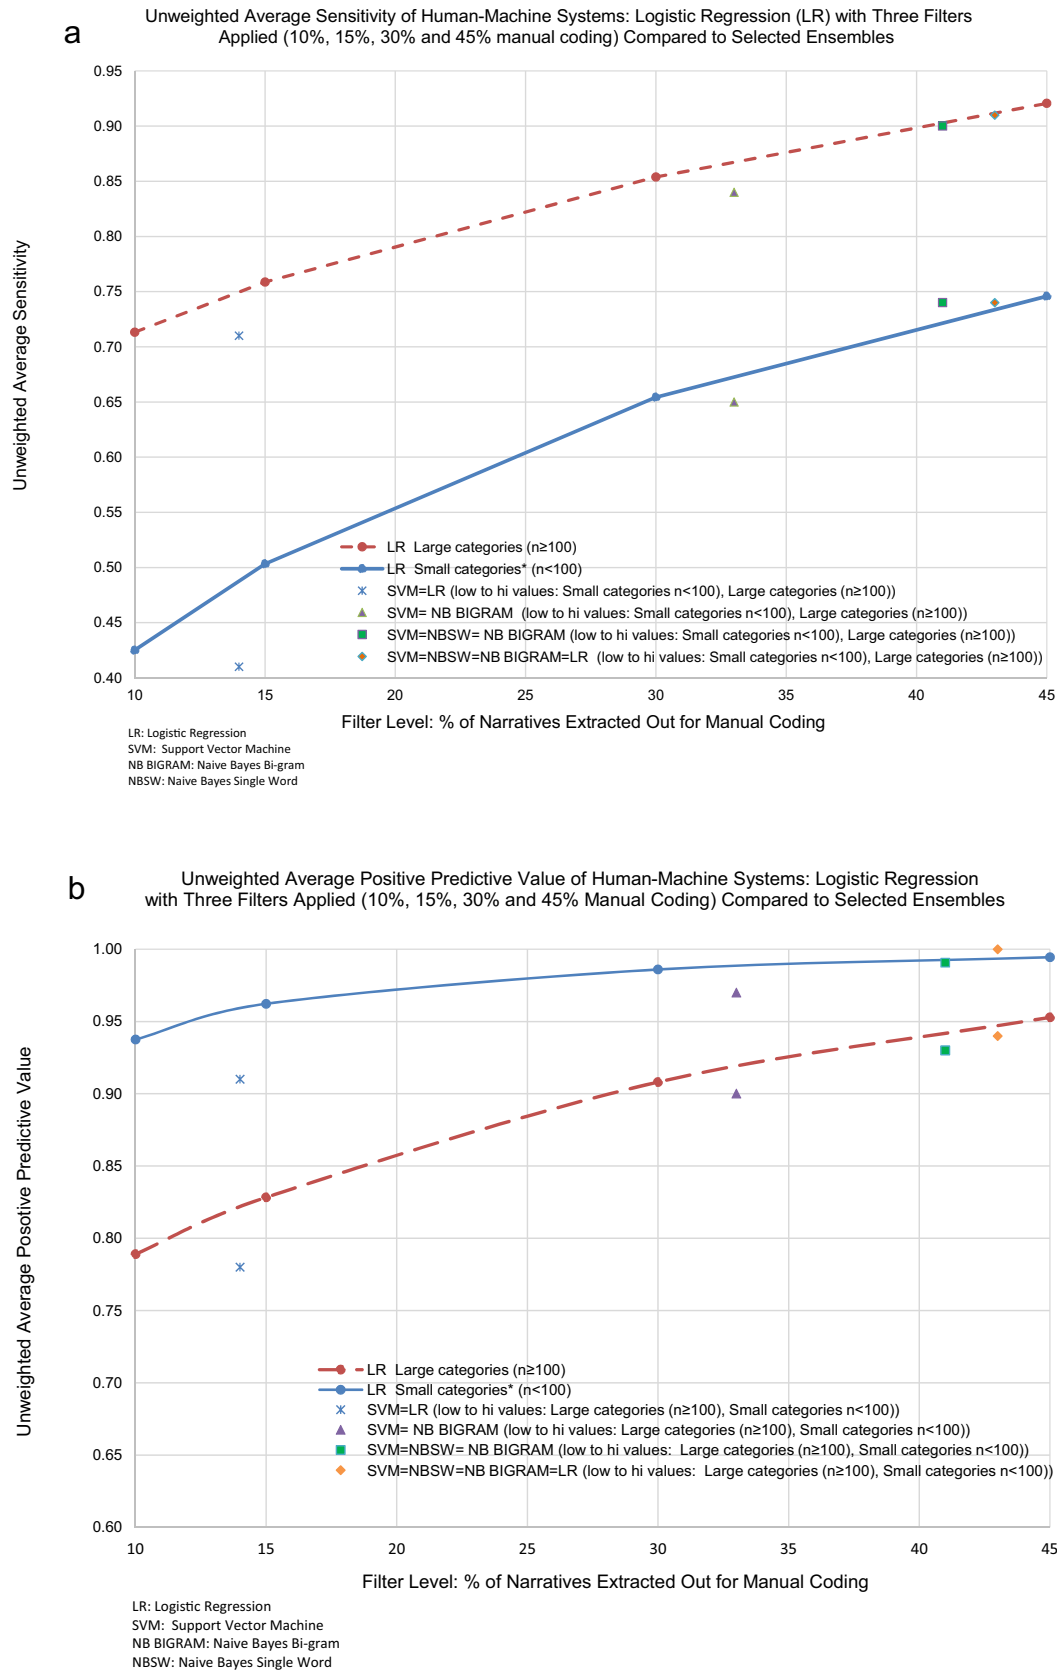 a
Unweighted Average Sensitivity of Human-Machine Systems: Logistic Regression (LR) with Three Filters
Applied (10%, 15%, 30% and 45% manual coding) Compared to Selected Ensembles
Unweighted Average Sensitivity
0.95
0.90
0.85
0.80
0.75
0.70
0.65
0.60
0.55
0.50
0.45
0.40
LR Large categories (n≥100)
LR Small categories* (n<100)
SVM=LR (low to hi values: Small categories n<100), Large categories (n≥100))
SVM= NB BIGRAM (low to hi values: Small categories n<100), Large categories (n≥100))
SVM=NBSW= NB BIGRAM (low to hi values: Small categories n<100), Large categories (n≥100))
SVM=NBSW=NB BIGRAM=LR (low to hi values: Small categories n<100), Large categories (n≥100))
10 15 20 25 30 35 40 45
Filter Level: % of Narratives Extracted Out for Manual Coding
LR: Logistic Regression
SVM: Support Vector Machine
NB BIGRAM: Naive Bayes Bi-gram
NBSW: Naive Bayes Single Word
b
Unweighted Average Positive Predictive Value of Human-Machine Systems: Logistic Regression
with Three Filters Applied (10%, 15%, 30% and 45% Manual Coding) Compared to Selected Ensembles
Unweighted Average Posotive Predictive Value
1.00
0.95
0.90
0.85
0.80
0.75
0.70
0.65
0.60
LR Large categories (n≥100)
LR Small categories* (n<100)
SVM=LR (low to hi values: Large categories (n≥100), Small categories n<100))
SVM= NB BIGRAM (low to hi values: Large categories (n≥100), Small categories n<100))
SVM=NBSW= NB BIGRAM (low to hi values: Large categories (n≥100), Small categories n<100))
SVM=NBSW=NB BIGRAM=LR (low to hi values: Large categories (n≥100), Small categories n<100))
10 15 20 25 30 35 40 45
Filter Level: % of Narratives Extracted Out for Manual Coding
LR: Logistic Regression
SVM: Support Vector Machine
NB BIGRAM: Naive Bayes Bi-gram
NBSW: Naive Bayes Single Word